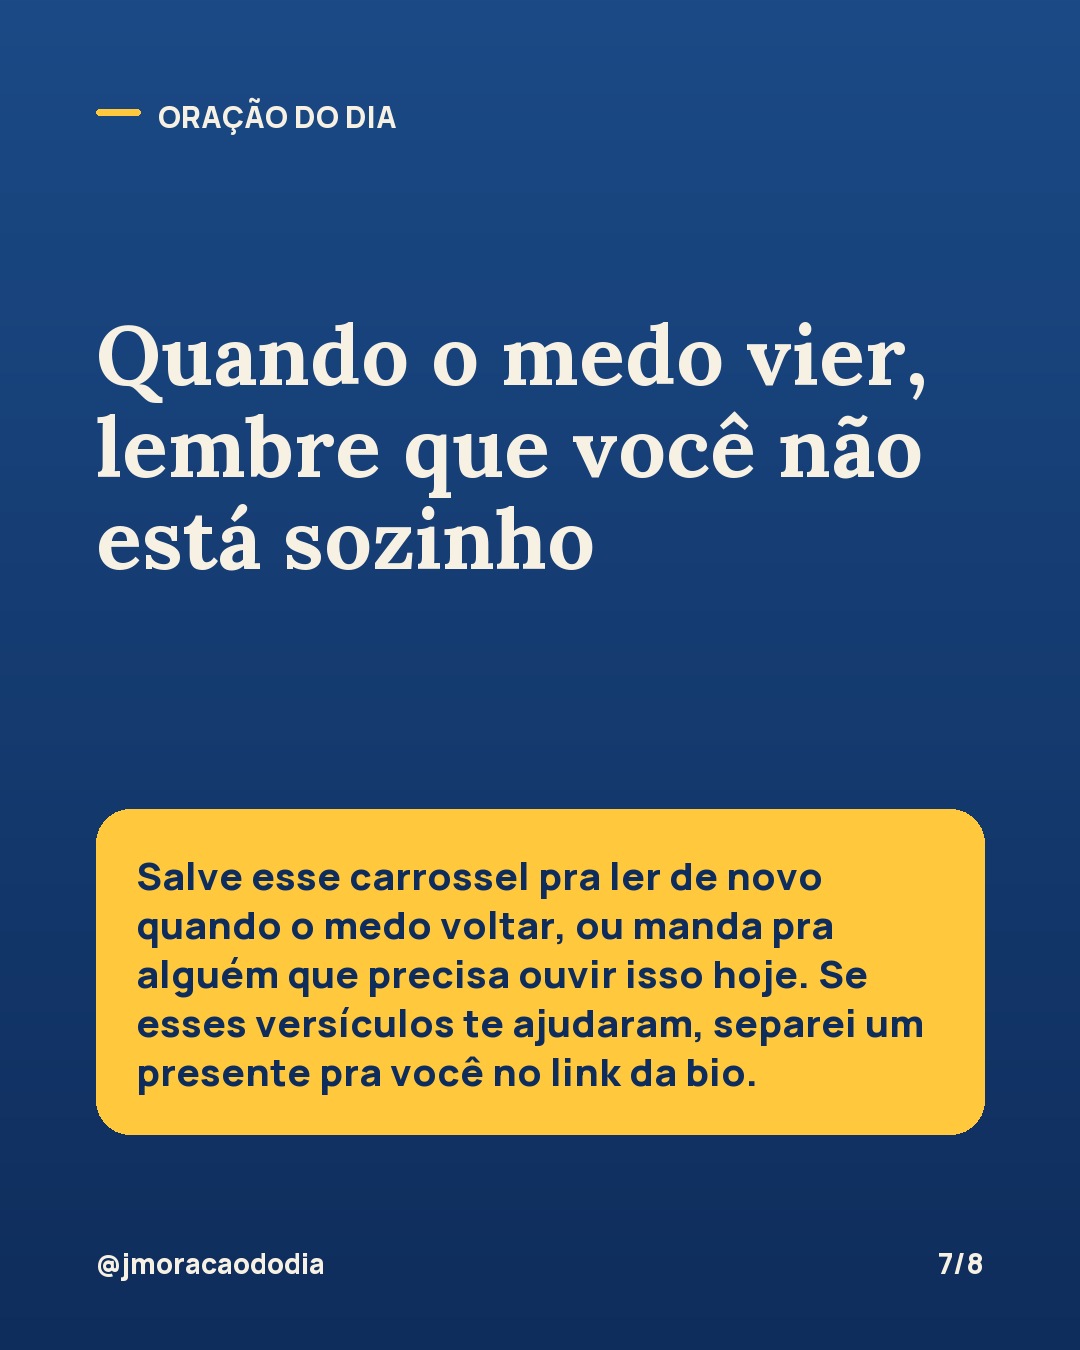 ORAÇÃO DO DIA
Quando o medo vier,
lembre que você não
está sozinho
Salve esse carrossel pra ler de novo
quando o medo voltar, ou manda pra
alguém que precisa ouvir isso hoje. Se
esses versículos te ajudaram, separei um
presente pra você no link da bio.
@jmoracaododia
7/8